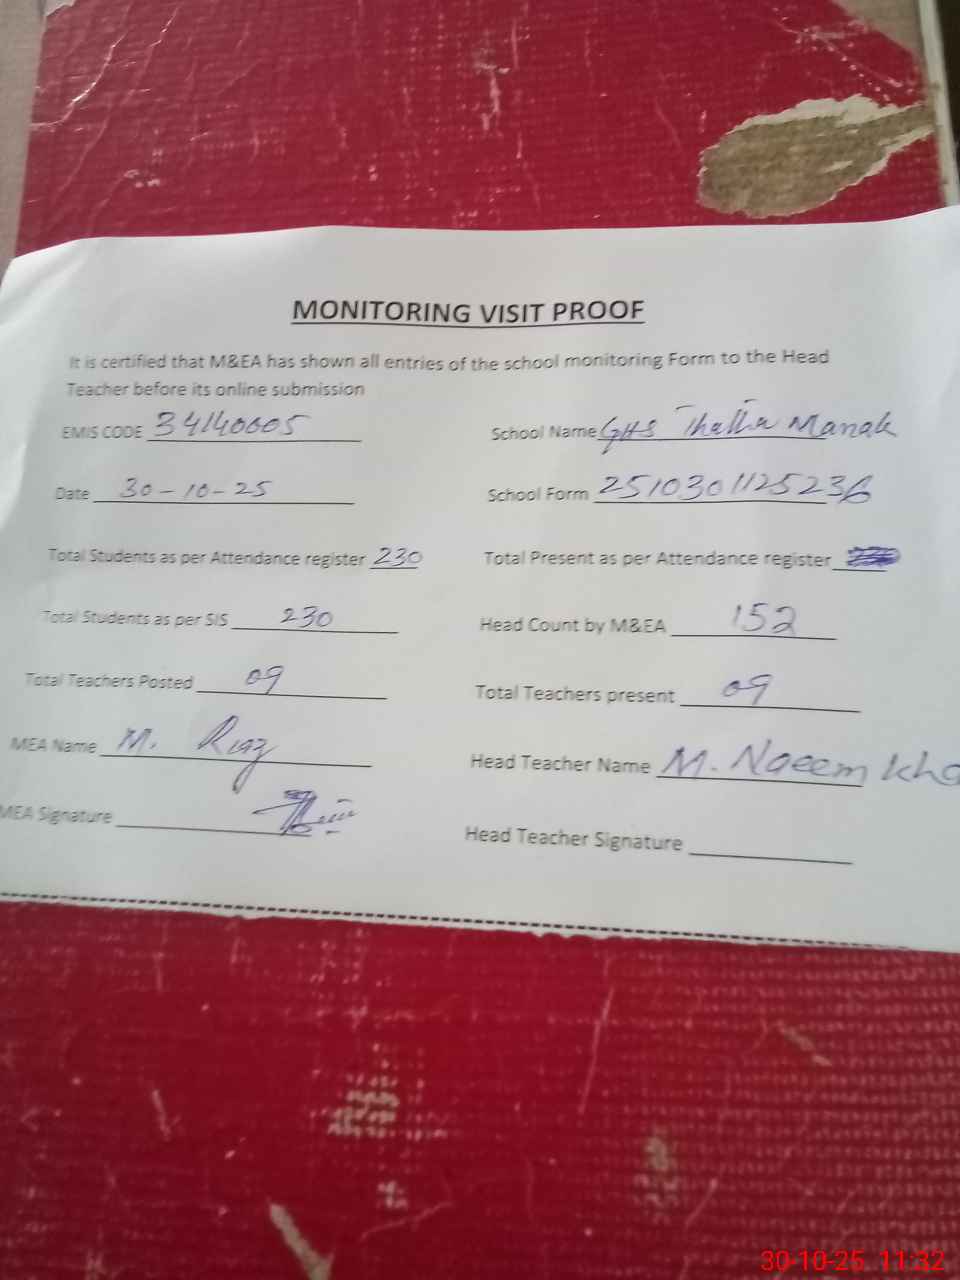 MONITORING VISIT PROOF
It is certified that M&EA has shown all entries of the school monitoring Form to the Head
Teacher before its online submission
EMIS CODE 34140005 School Name GHS Thatha Manak
Date 30-10-25 School Form 2510301125236
Total Students as per Attendance register 230 Total Present as per Attendance register
Total Students as per SIS 230 Head Count by M&EA 152
Total Teachers Posted 09 Total Teachers present 09
MEA Name M. Riaz Head Teacher Name M. Naeem Kha
MEA Signature Head Teacher Signature
30-10-25 11:32